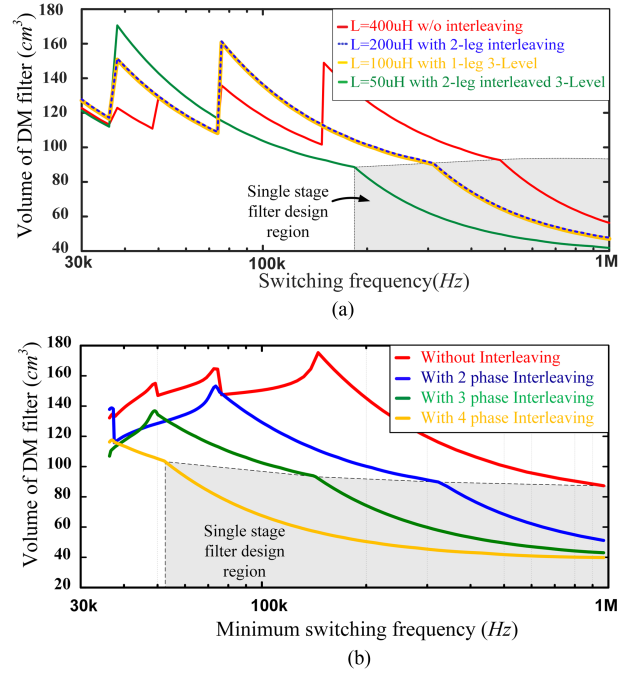 Volume of DM filter (cm³)
180
160
140
120
100
80
60
40
L=400uH w/o interleaving
L=200uH with 2-leg interleaving
L=100uH with 1-leg 3-Level
L=50uH with 2-leg interleaved 3-Level
Single stage
filter design
region
30k
100k
1M
Switching frequency(Hz)
(a)
Volume of DM filter (cm³)
180
160
140
120
100
80
60
40
20
Without Interleaving
With 2 phase Interleaving
With 3 phase Interleaving
With 4 phase Interleaving
Single stage
filter design
region
30k
100k
1M
Minimum switching frequency (Hz)
(b)